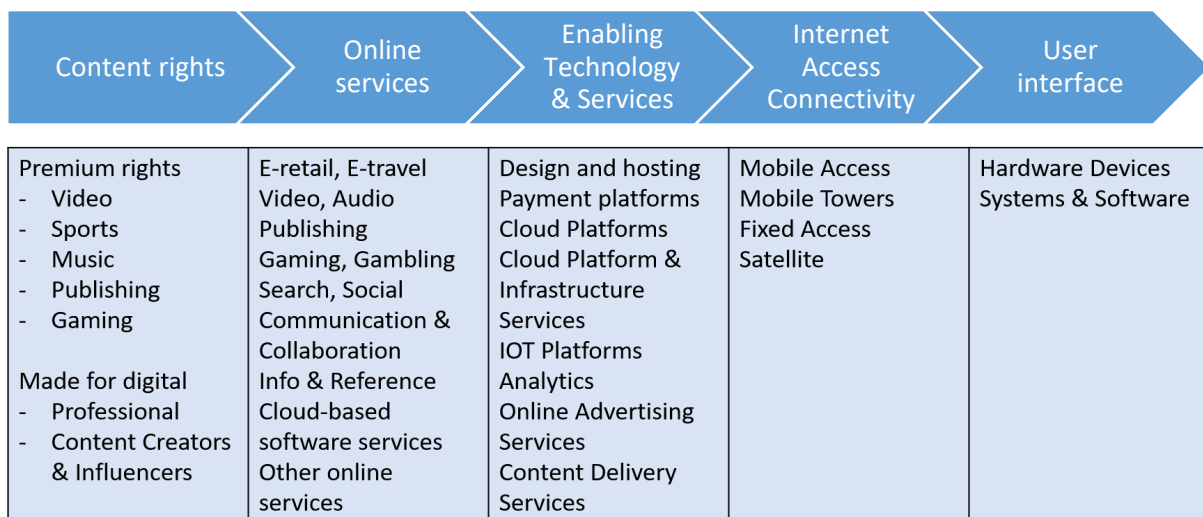 Content rights
Online
services
Enabling
Technology
& Services
Internet
Access
Connectivity
User
interface
Premium rights
- Video
- Sports
- Music
- Publishing
- Gaming
Made for digital
- Professional
- Content Creators
& Influencers
E-retail, E-travel
Video, Audio
Publishing
Gaming, Gambling
Search, Social
Communication &
Collaboration
Info & Reference
Cloud-based
software services
Other online
services
Design and hosting
Payment platforms
Cloud Platforms
Cloud Platform &
Infrastructure
Services
IOT Platforms
Analytics
Online Advertising
Services
Content Delivery
Services
Mobile Access
Mobile Towers
Fixed Access
Satellite
Hardware Devices
Systems & Software